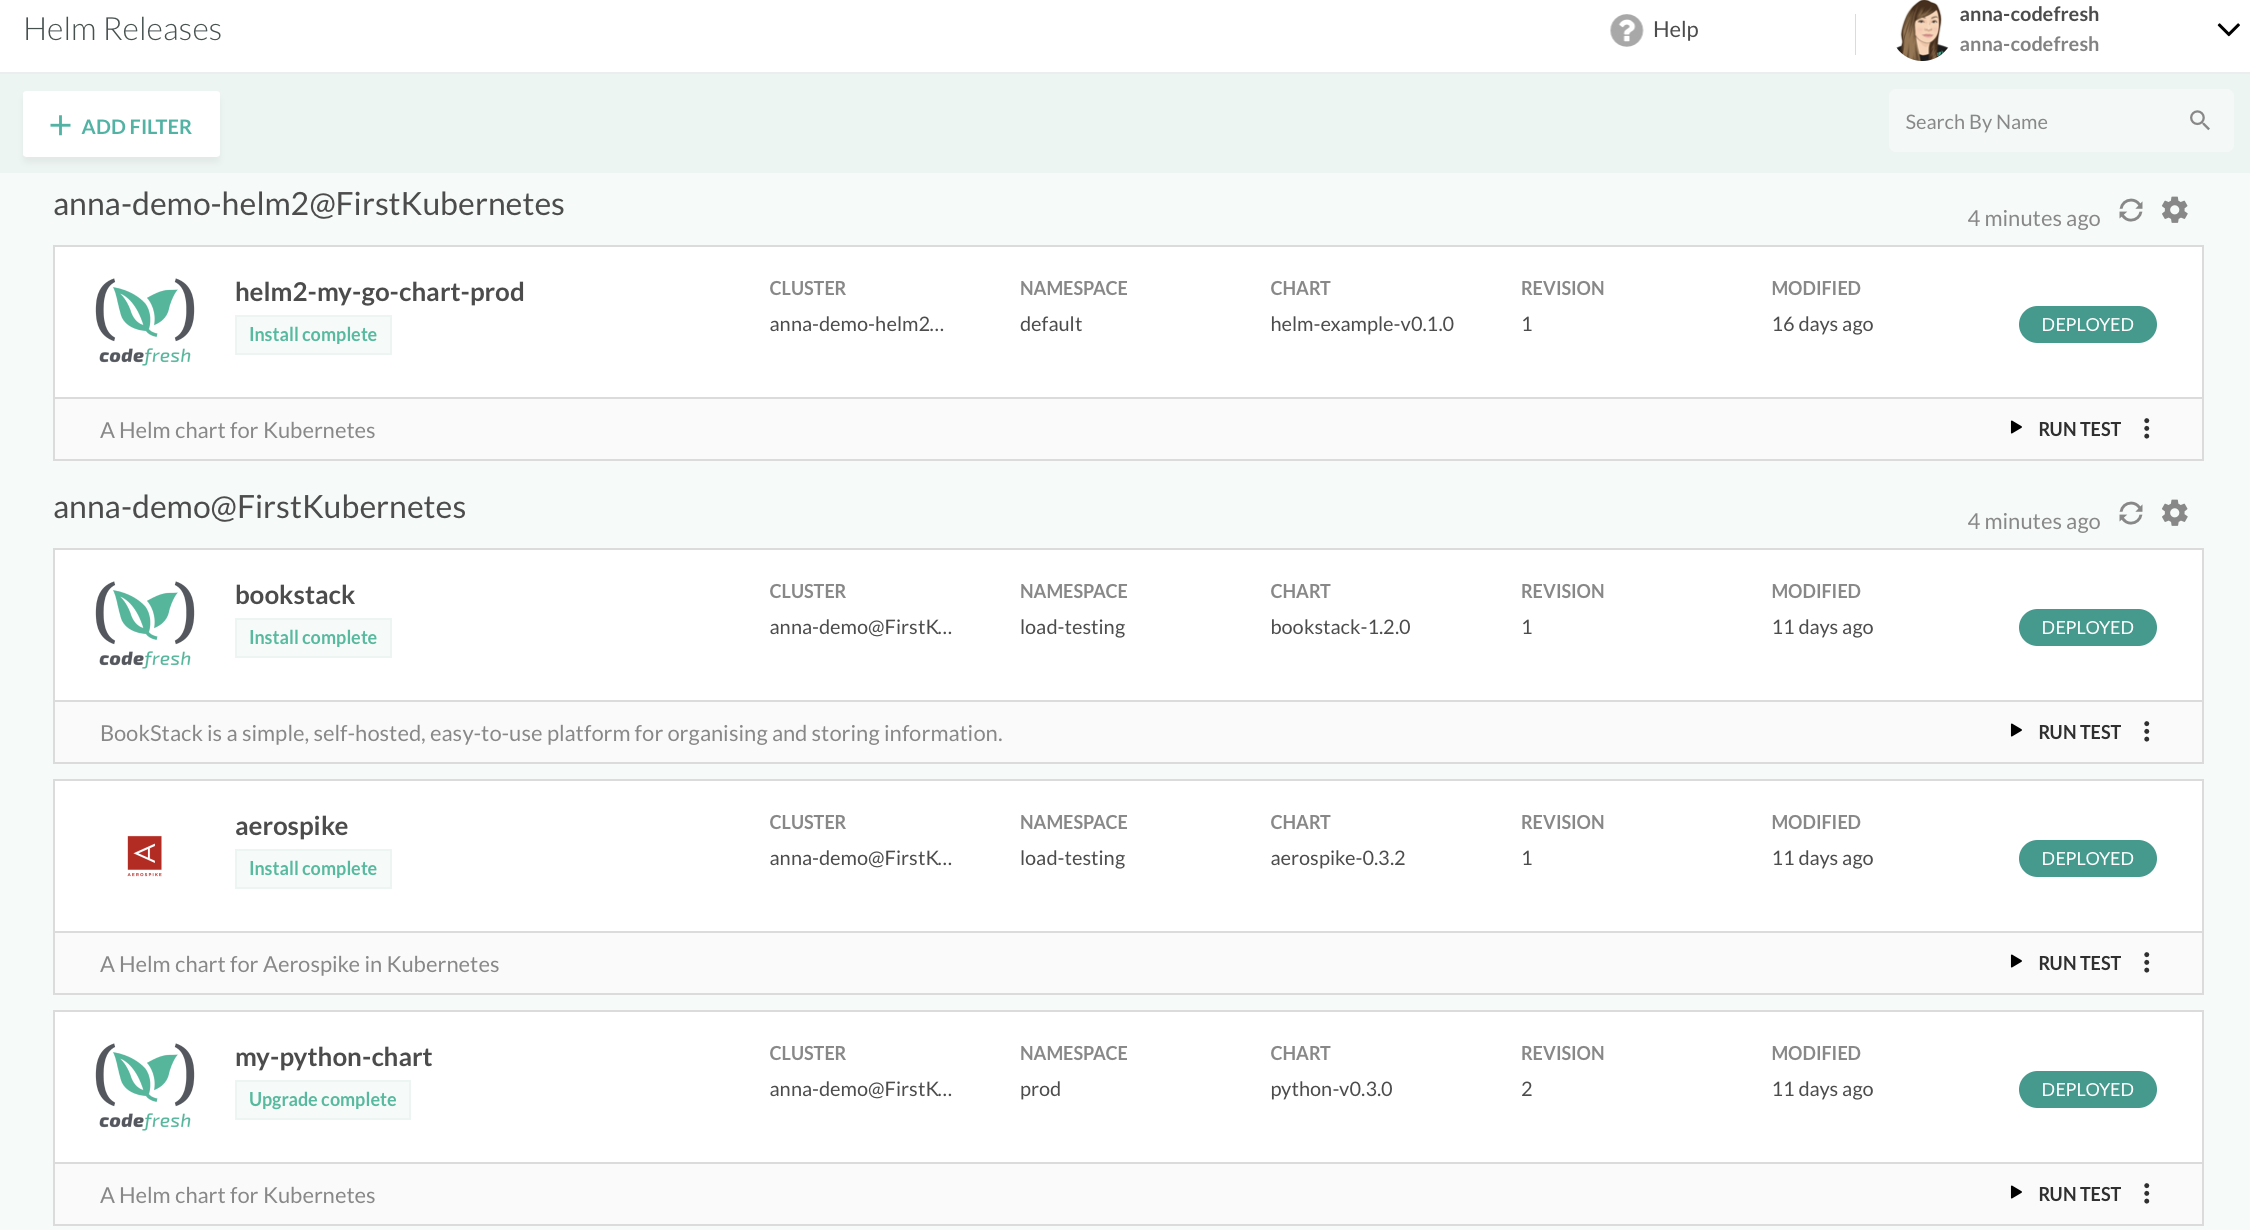 Helm Releases
Help
anna-codefresh
anna-codefresh
ADD FILTER
Search By Name
anna-demo-helm2@FirstKubernetes
4 minutes ago
helm2-my-go-chart-prod
CLUSTER NAMESPACE CHART REVISION MODIFIED
Install complete
anna-demo-helm2... default helm-example-v0.1.0 1 16 days ago DEPLOYED
codefresh
A Helm chart for Kubernetes
RUN TEST
anna-demo@FirstKubernetes
4 minutes ago
bookstack
CLUSTER NAMESPACE CHART REVISION MODIFIED
Install complete
anna-demo@FirstK... load-testing bookstack-1.2.0 1 11 days ago DEPLOYED
codefresh
BookStack is a simple, self-hosted, easy-to-use platform for organising and storing information.
RUN TEST
aerospike
CLUSTER NAMESPACE CHART REVISION MODIFIED
Install complete
anna-demo@FirstK... load-testing aerospike-0.3.2 1 11 days ago DEPLOYED
AEROSPIKE
A Helm chart for Aerospike in Kubernetes
RUN TEST
my-python-chart
CLUSTER NAMESPACE CHART REVISION MODIFIED
Upgrade complete
anna-demo@FirstK... prod python-v0.3.0 2 11 days ago DEPLOYED
codefresh
A Helm chart for Kubernetes
RUN TEST